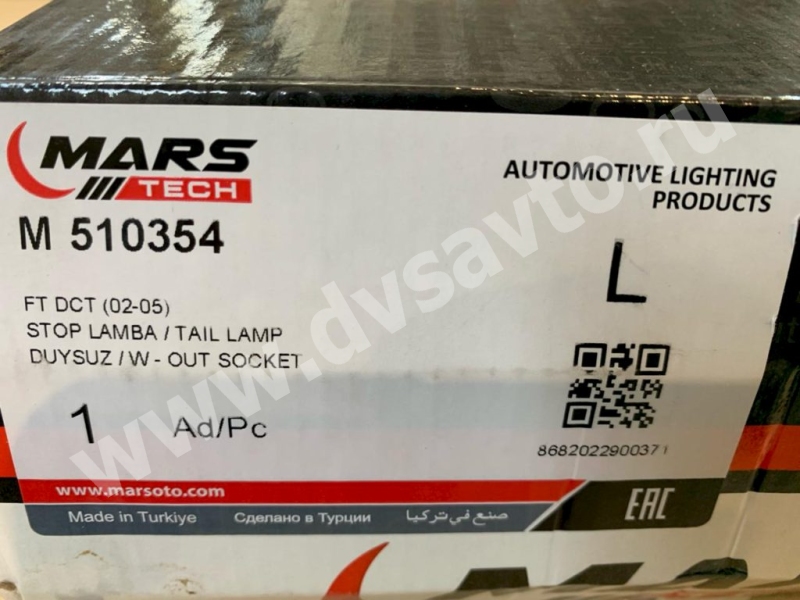 MARS
TECH
AUTOMOTIVE LIGHTING
PRODUCTS
M 510354
L
FT DCT (02-05)
STOP LAMBA / TAIL LAMP
DUYSUZ / W - OUT SOCKET
1 Ad/Pc
8682022900371
www.marsoto.com
Made in Turkiye Сделано в Турции صنع في تركيا
EAC
www.dvsavto.ru